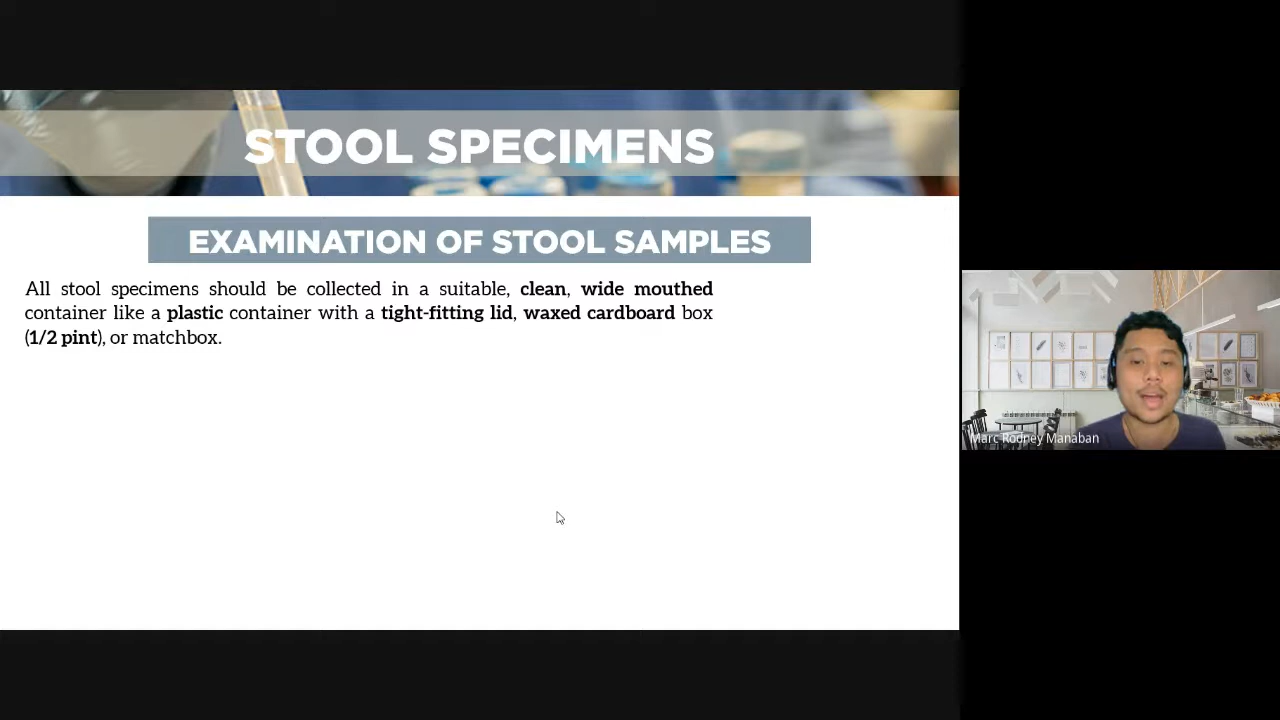 STOOL SPECIMENS
EXAMINATION OF STOOL SAMPLES
All stool specimens should be collected in a suitable, clean, wide mouthed
container like a plastic container with a tight-fitting lid, waxed cardboard box
(1/2 pint), or matchbox.
Marc Rodney Manaban